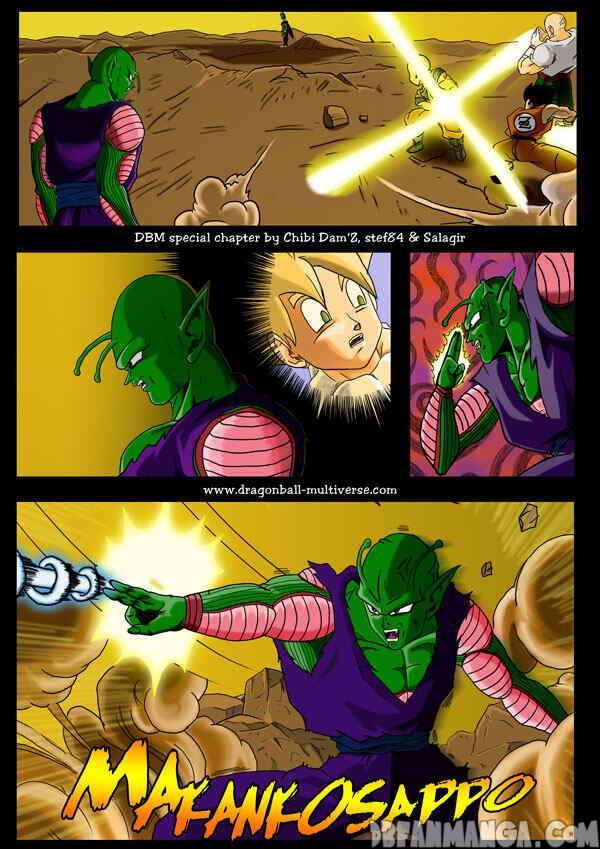 DBM special chapter by Chibi Dam'Z, stef84 & Salagir
www.dragonball-multiverse.com
MAKANKOSAPPO
DBFANMANGA.COM